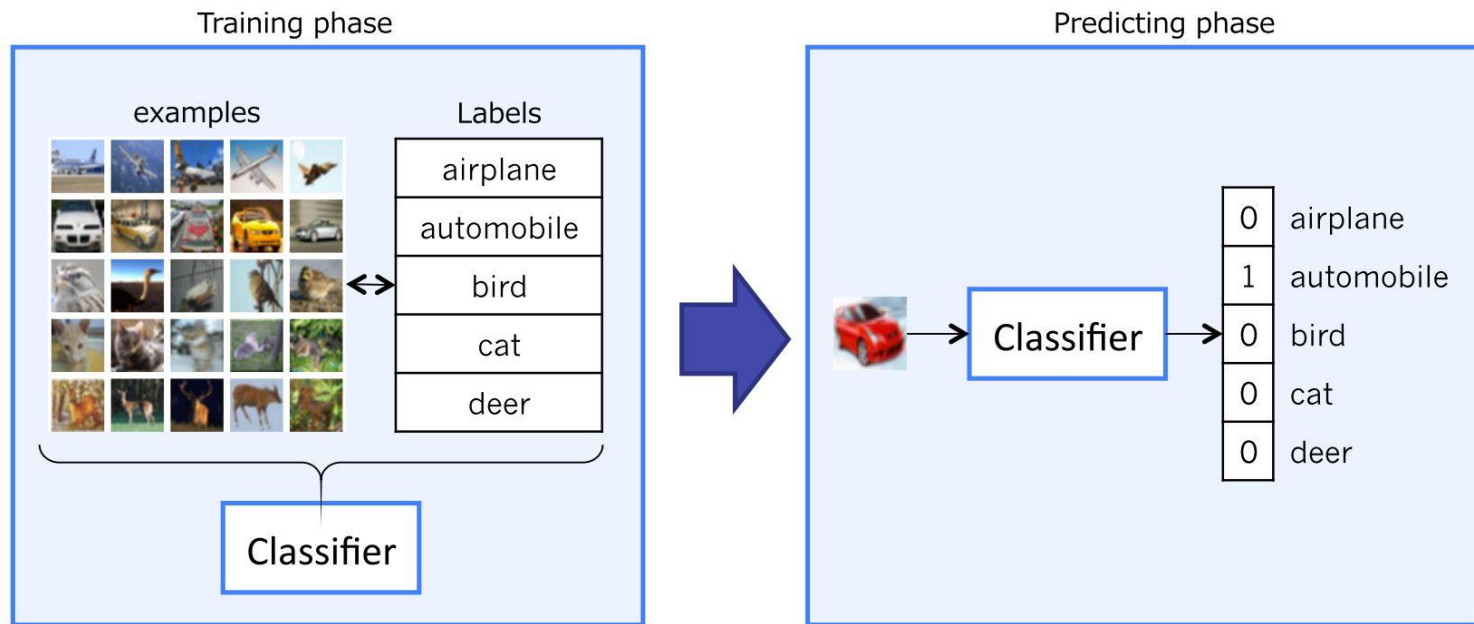 Training phase
examples
Labels
airplane
automobile
bird
cat
deer
Classifier
Predicting phase
Classifier
0 airplane
1 automobile
0 bird
0 cat
0 deer